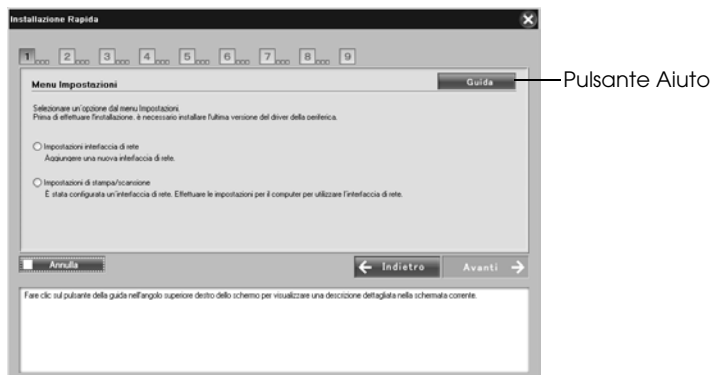 Installazione Rapida
1 2 3 4 5 6 7 8 9
Menu Impostazioni
Guida
Pulsante Aiuto
Selezionare un'opzione dal menu Impostazioni.
Prima di effettuare l'installazione, è necessario installare l'ultima versione del driver della periferica.
Impostazioni interfaccia di rete
Aggiungere una nuova interfaccia di rete.
Impostazioni di stampa/scansione
È stata configurata un'interfaccia di rete. Effettuare le impostazioni per il computer per utilizzare l'interfaccia di rete.
Annulla
Indietro
Avanti
Fare clic sul pulsante della guida nell'angolo superiore destro dello schermo per visualizzare una descrizione dettagliata nella schermata corrente.